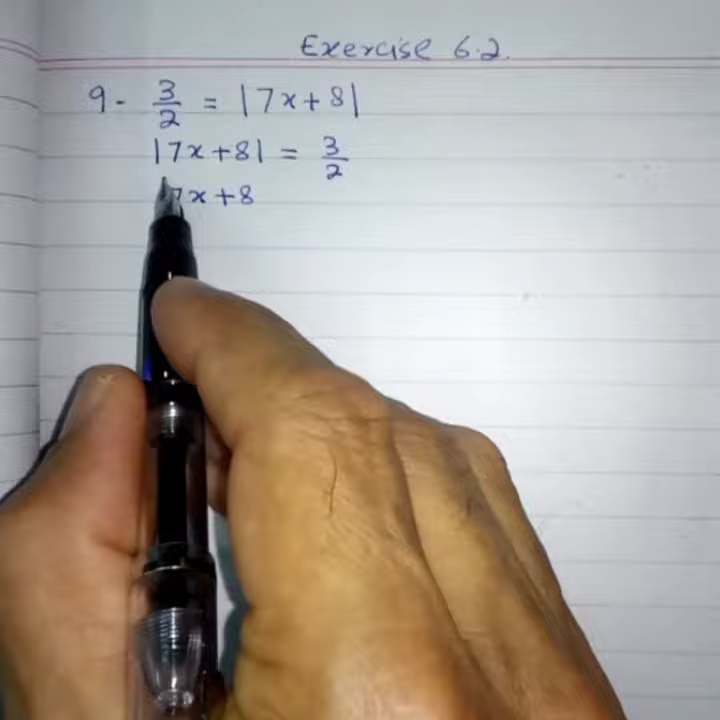 Exercise 6.2.
9- 3/2 = |7x+8|
|7x+8| = 3/2
7x+8